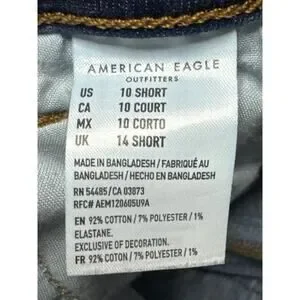 AMERICAN EAGLE
OUTFITTERS
US 10 SHORT
CA 10 COURT
MX 10 CORTO
UK 14 SHORT
MADE IN BANGLADESH / FABRIQUÉ AU
BANGLADESH / HECHO EN BANGLADESH
RN 54485/CA 03073
RFC# AEM120605U9A
EN 92% COTTON / 7% POLYESTER / 1%
ELASTANE.
EXCLUSIVE OF DECORATION.
FR 92% COTON / 7% POLYESTER / 1%